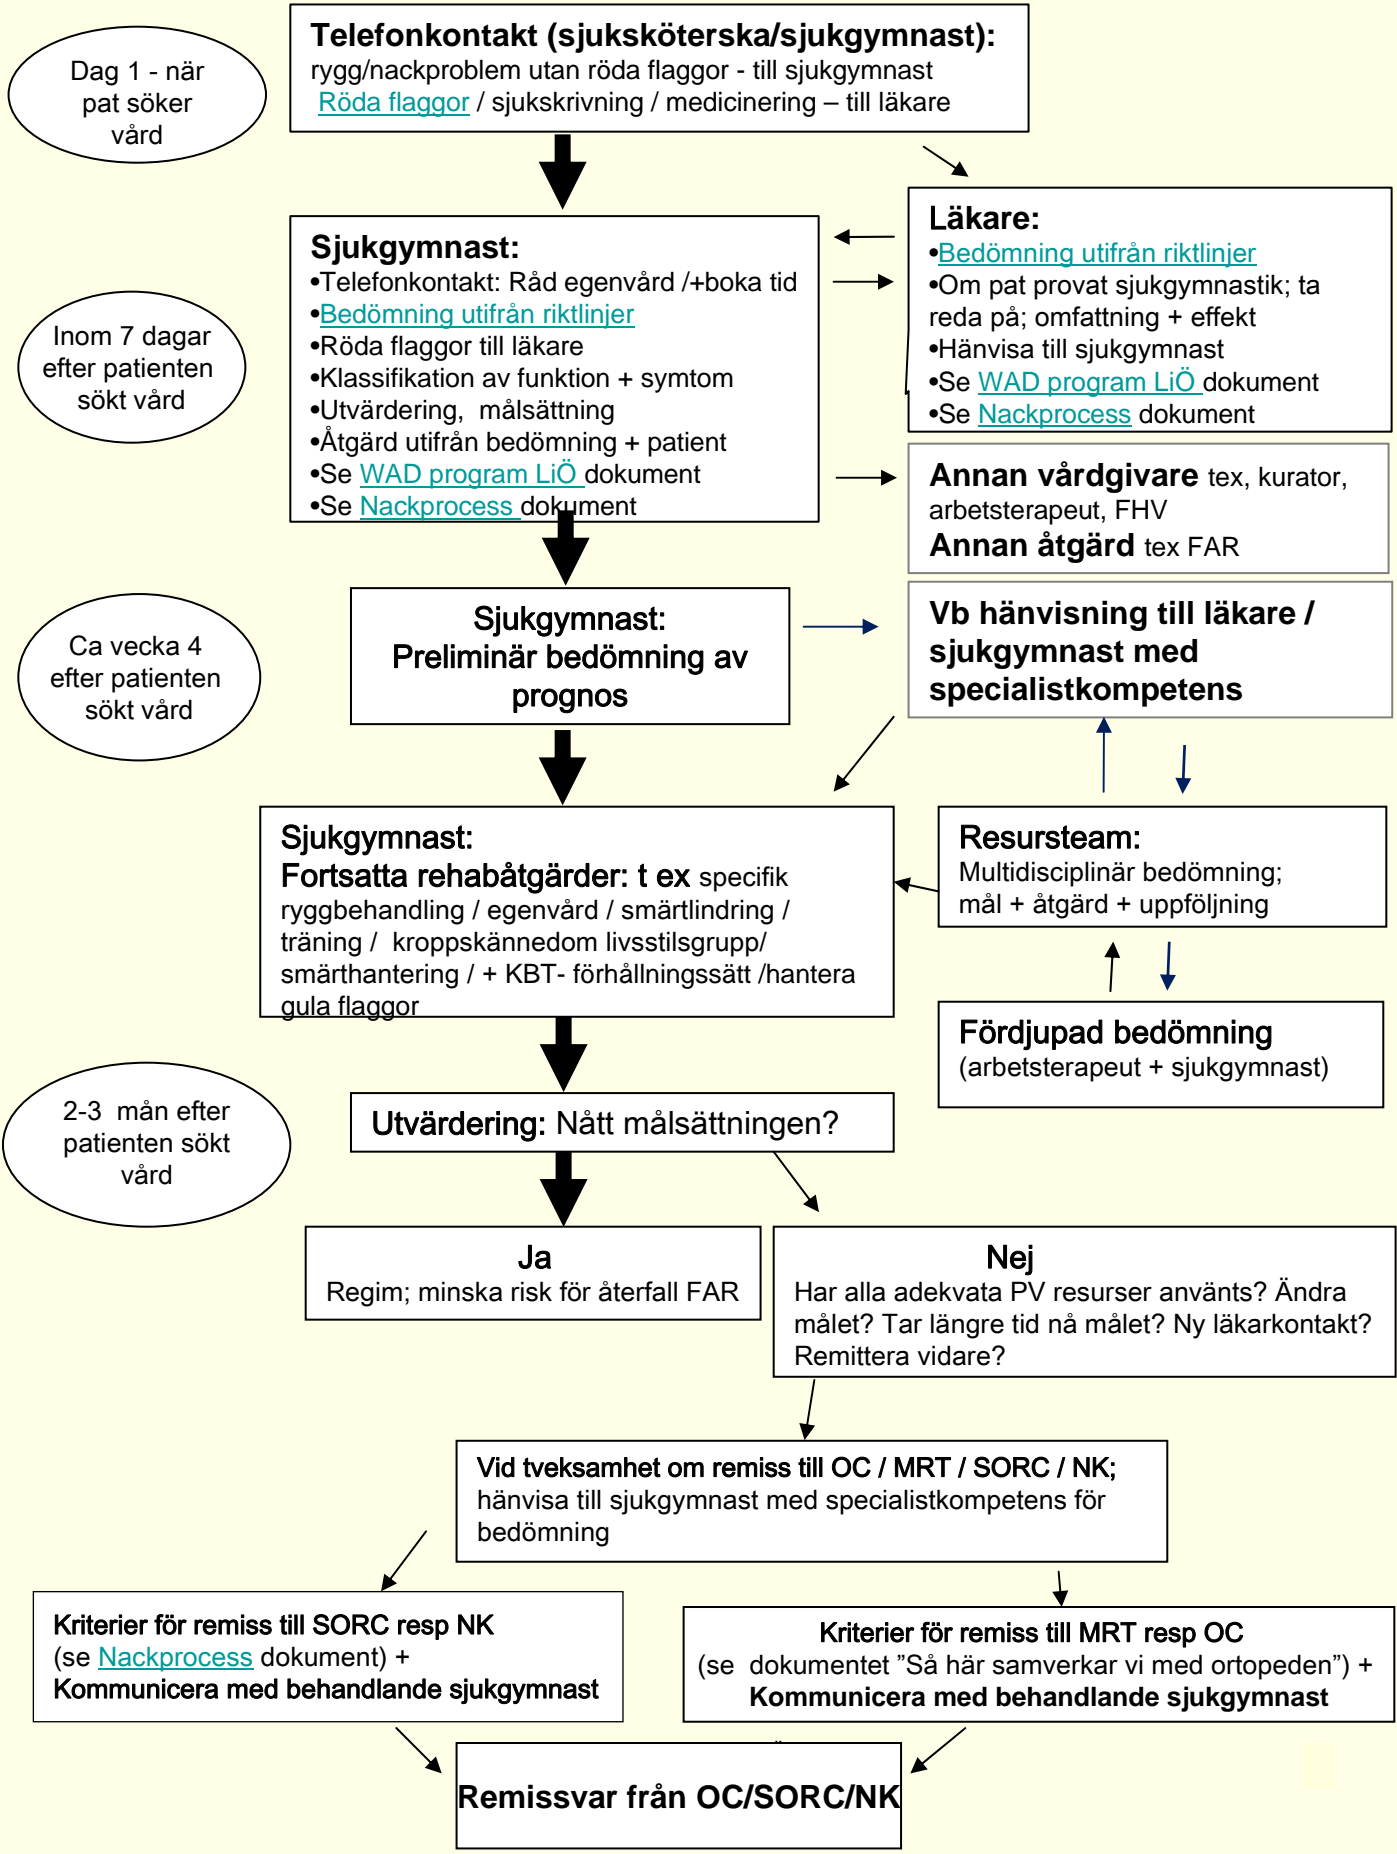 Dag 1 - när
pat söker
vård
Telefonkontakt (sjuksköterska/sjukgymnast):
rygg/nackproblem utan röda flaggor - till sjukgymnast
Röda flaggor / sjukskrivning / medicinering – till läkare
Inom 7 dagar
efter patienten
sökt vård
Sjukgymnast:
•Telefonkontakt: Råd egenvård /+boka tid
•Bedömning utifrån riktlinjer
•Röda flaggor till läkare
•Klassifikation av funktion + symtom
•Utvärdering, målsättning
•Åtgärd utifrån bedömning + patient
•Se WAD program LiÖ dokument
•Se Nackprocess dokument
Läkare:
•Bedömning utifrån riktlinjer
•Om pat provat sjukgymnastik; ta
reda på; omfattning + effekt
•Hänvisa till sjukgymnast
•Se WAD program LiÖ dokument
•Se Nackprocess dokument
Annan vårdgivare tex, kurator,
arbetsterapeut, FHV
Annan åtgärd tex FAR
Ca vecka 4
efter patienten
sökt vård
Sjukgymnast:
Preliminär bedömning av
prognos
Vb hänvisning till läkare /
sjukgymnast med
specialistkompetens
Sjukgymnast:
Fortsatta rehabåtgärder: t ex specifik
ryggbehandling / egenvård / smärtlindring /
träning / kroppskännedom livsstilsgrupp/
smärthantering / + KBT- förhållningssätt /hantera
gula flaggor
Resursteam:
Multidisciplinär bedömning;
mål + åtgärd + uppföljning
Fördjupad bedömning
(arbetsterapeut + sjukgymnast)
2-3 mån efter
patienten sökt
vård
Utvärdering: Nått målsättningen?
Ja
Regim; minska risk för återfall FAR
Nej
Har alla adekvata PV resurser använts? Ändra
målet? Tar längre tid nå målet? Ny läkarkontakt?
Remittera vidare?
Vid tveksamhet om remiss till OC / MRT / SORC / NK;
hänvisa till sjukgymnast med specialistkompetens för
bedömning
Kriterier för remiss till SORC resp NK
(se Nackprocess dokument) +
Kommunicera med behandlande sjukgymnast
Kriterier för remiss till MRT resp OC
(se dokumentet ”Så här samverkar vi med ortopeden”) +
Kommunicera med behandlande sjukgymnast
Remissvar från OC/SORC/NK